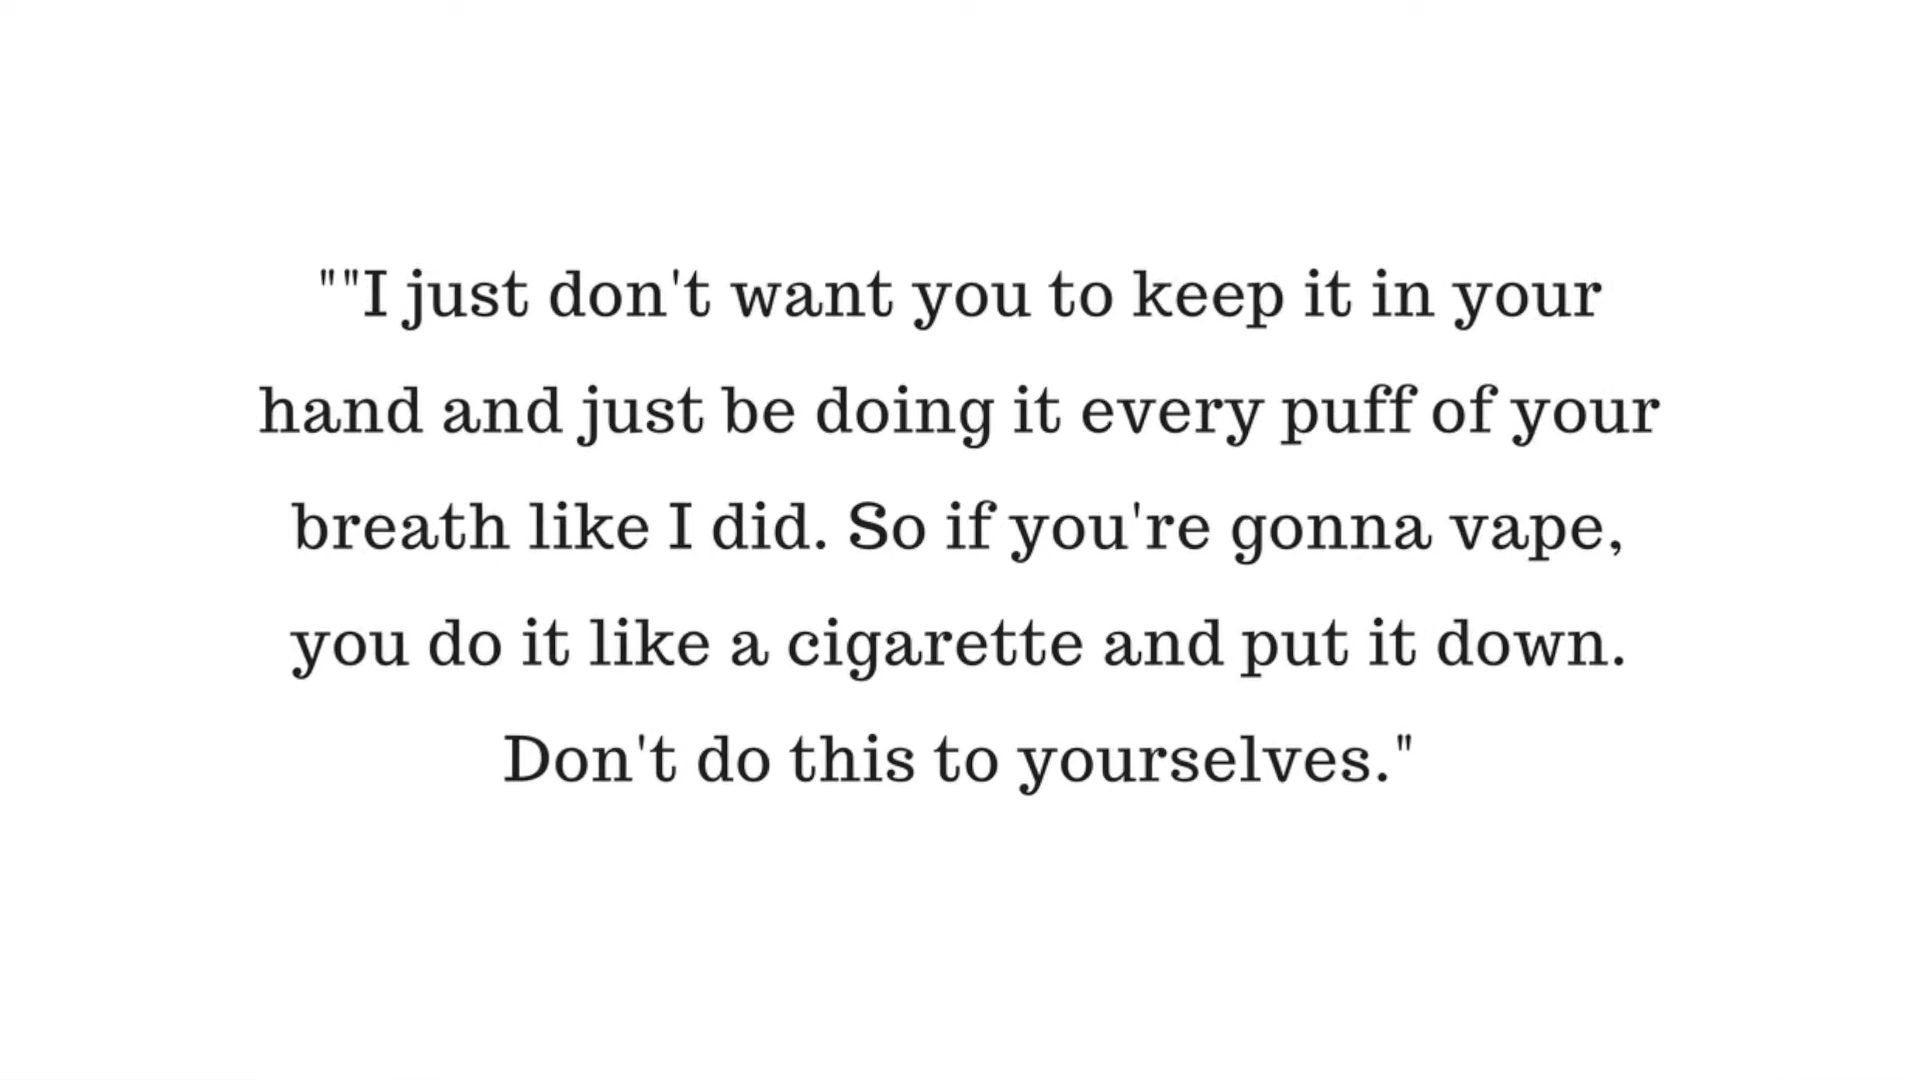 ""I just don't want you to keep it in your
hand and just be doing it every puff of your
breath like I did. So if you're gonna vape,
you do it like a cigarette and put it down.
Don't do this to yourselves."